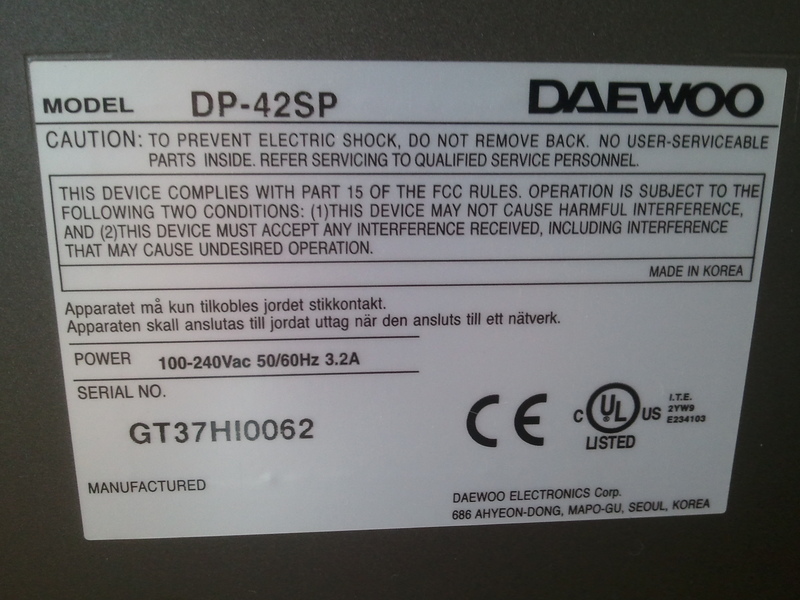 MODEL DP-42SP DAEWOO
CAUTION: TO PREVENT ELECTRIC SHOCK, DO NOT REMOVE BACK. NO USER-SERVICEABLE
PARTS INSIDE. REFER SERVICING TO QUALIFIED SERVICE PERSONNEL.
THIS DEVICE COMPLIES WITH PART 15 OF THE FCC RULES. OPERATION IS SUBJECT TO THE
FOLLOWING TWO CONDITIONS: (1)THIS DEVICE MAY NOT CAUSE HARMFUL INTERFERENCE,
AND (2)THIS DEVICE MUST ACCEPT ANY INTERFERENCE RECEIVED, INCLUDING INTERFERENCE
THAT MAY CAUSE UNDESIRED OPERATION.
MADE IN KOREA
Apparatet må kun tilkobles jordet stikkontakt.
Apparaten skall anslutas till jordat uttag når den ansluts till ett nätverk.
POWER 100-240Vac 50/60Hz 3.2A
SERIAL NO.
GT37HI0062
CE
C UL ® US
LISTED
I.T.E.
2YW9
E234103
MANUFACTURED
DAEWOO ELECTRONICS Corp.
686 AHYEON-DONG, MAPO-GU, SEOUL, KOREA